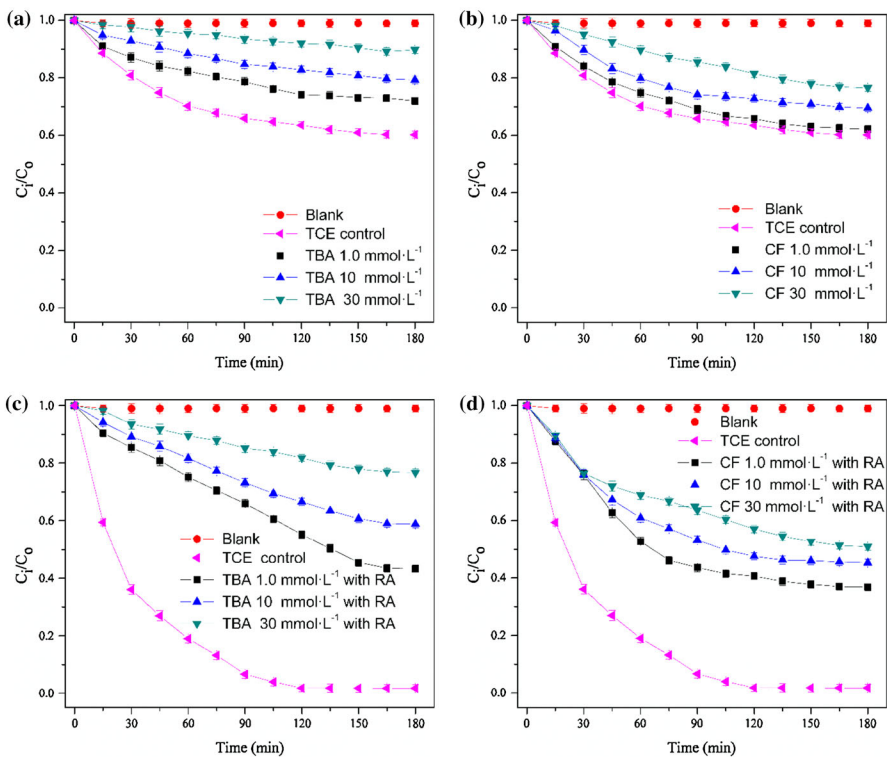 (a)
1.0
0.8
0.6
0.4
0.2
0.0
Ci/Co
Blank
TCE control
TBA 1.0 mmol·L⁻¹
TBA 10 mmol·L⁻¹
TBA 30 mmol·L⁻¹
0 30 60 90 120 150 180
Time (min)
(b)
1.0
0.8
0.6
0.4
0.2
0.0
Ci/Co
Blank
TCE control
CF 1.0 mmol·L⁻¹
CF 10 mmol·L⁻¹
CF 30 mmol·L⁻¹
0 30 60 90 120 150 180
Time (min)
(c)
1.0
0.8
0.6
0.4
0.2
0.0
Ci/Co
Blank
TCE control
TBA 1.0 mmol·L⁻¹ with RA
TBA 10 mmol·L⁻¹ with RA
TBA 30 mmol·L⁻¹ with RA
0 30 60 90 120 150 180
Time (min)
(d)
1.0
0.8
0.6
0.4
0.2
0.0
Ci/Co
Blank
TCE control
CF 1.0 mmol·L⁻¹ with RA
CF 10 mmol·L⁻¹ with RA
CF 30 mmol·L⁻¹ with RA
0 30 60 90 120 150 180
Time (min)